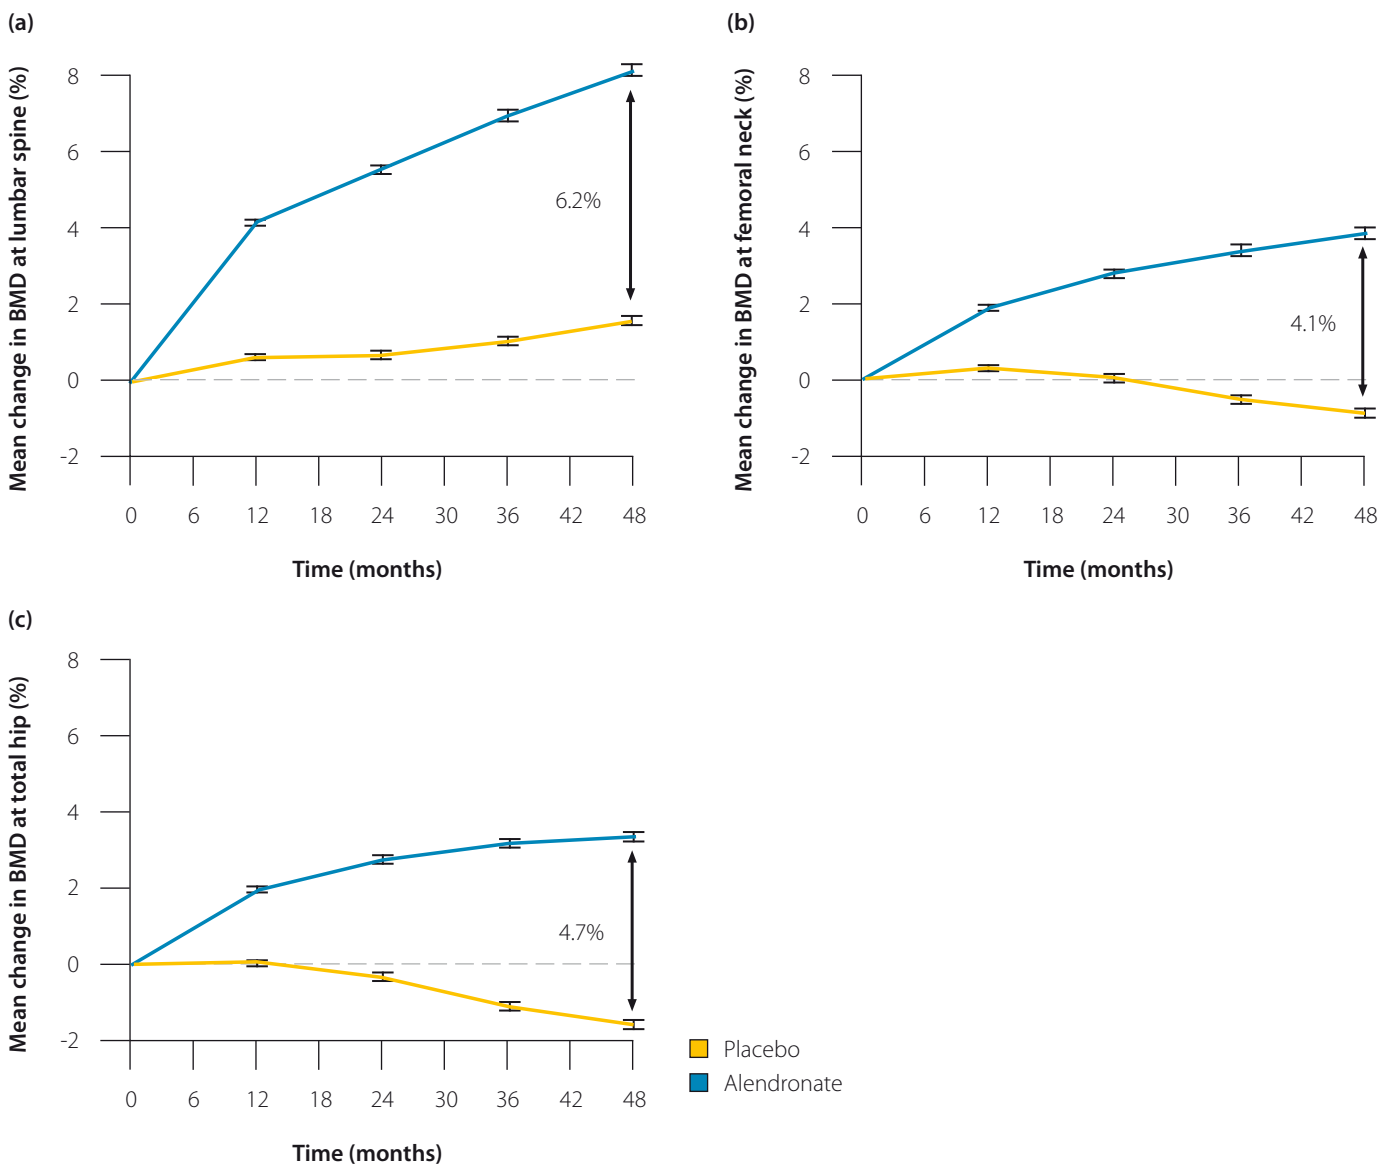 (a)
Mean change in BMD at lumbar spine (%)
8
6
4
2
0
-2
6.2%
0 6 12 18 24 30 36 42 48
Time (months)
(b)
Mean change in BMD at femoral neck (%)
8
6
4
2
0
-2
4.1%
0 6 12 18 24 30 36 42 48
Time (months)
(c)
Mean change in BMD at total hip (%)
8
6
4
2
0
-2
4.7%
0 6 12 18 24 30 36 42 48
Time (months)
Placebo
Alendronate